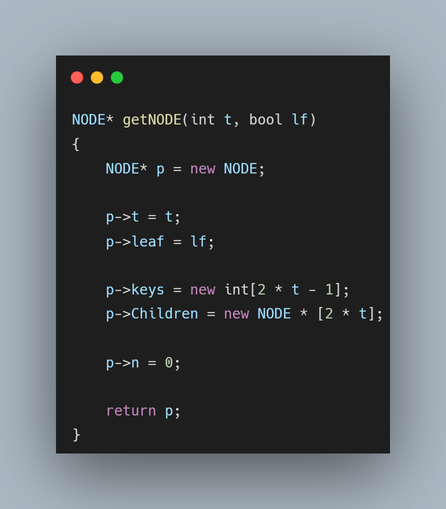 NODE* getNODE(int t, bool lf)
{
    NODE* p = new NODE;
    p->t = t;
    p->leaf = lf;
    p->keys = new int[2 * t - 1];
    p->Children = new NODE * [2 * t];
    p->n = 0;
    return p;
}